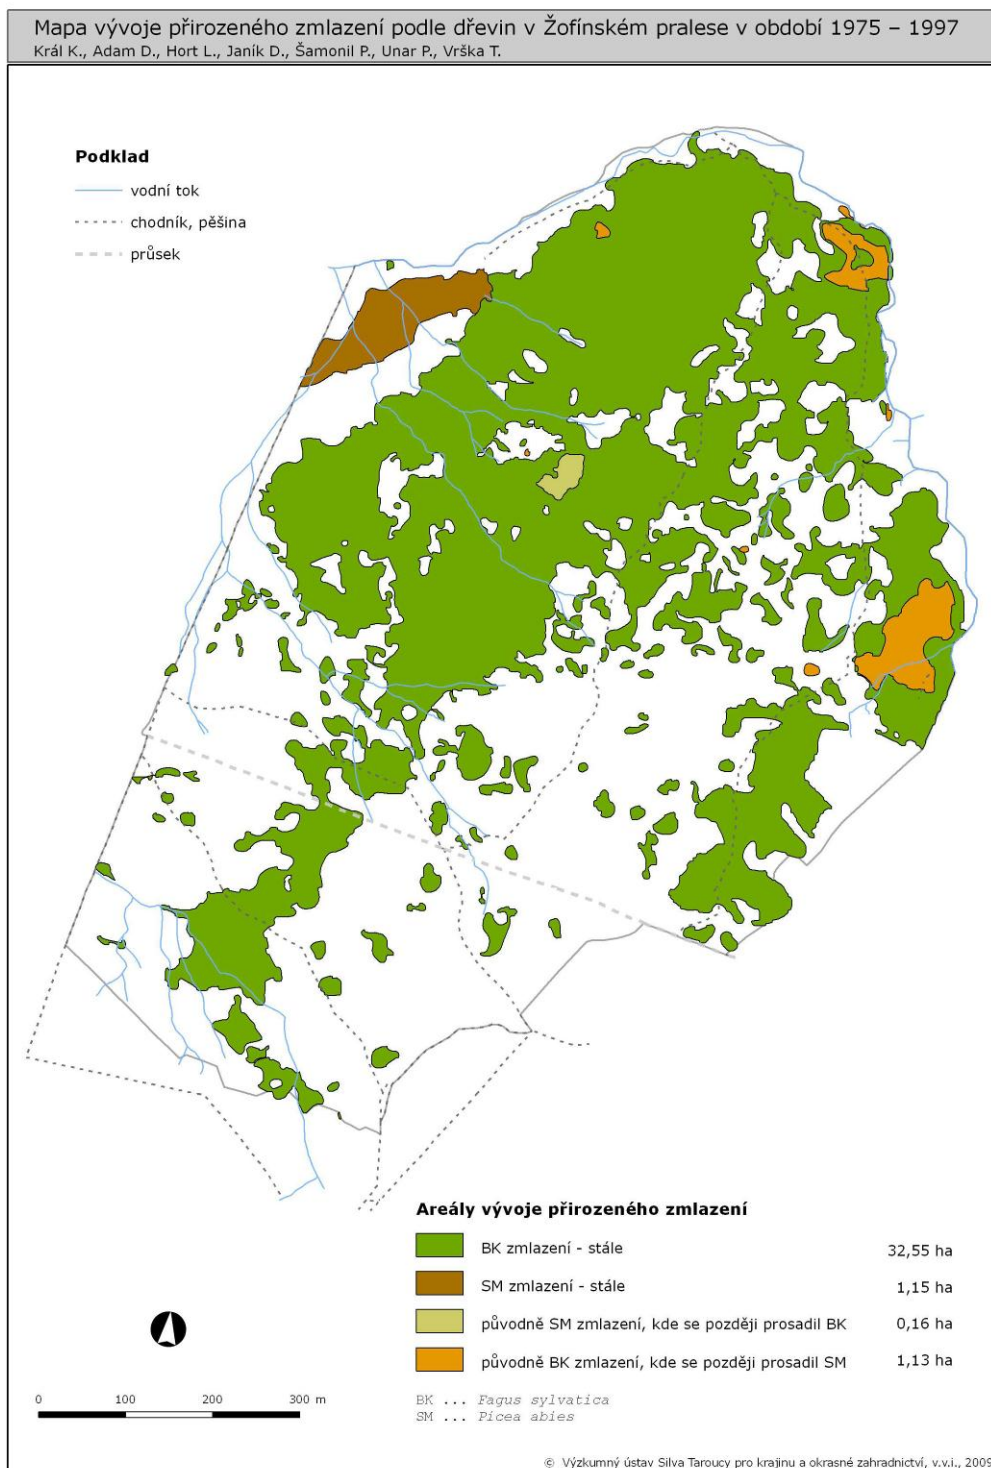 Mapa vývoje přirozeného zmlazení podle dřevin v Žofínském pralese v období 1975 – 1997
Král K., Adam D., Hort L., Janík D., Šamonil P., Unar P., Vrška T.
Podklad
vodní tok
chodník, pěšina
průsek
Areály vývoje přirozeného zmlazení
BK zmlazení - stále 32,55 ha
SM zmlazení - stále 1,15 ha
původně SM zmlazení, kde se později prosadil BK 0,16 ha
původně BK zmlazení, kde se později prosadil SM 1,13 ha
0 100 200 300 m
BK ... Fagus sylvatica
SM ... Picea abies
© Výzkumný ústav Silva Taroucy pro krajinu a okrasné zahradnictví, v.v.i., 2009